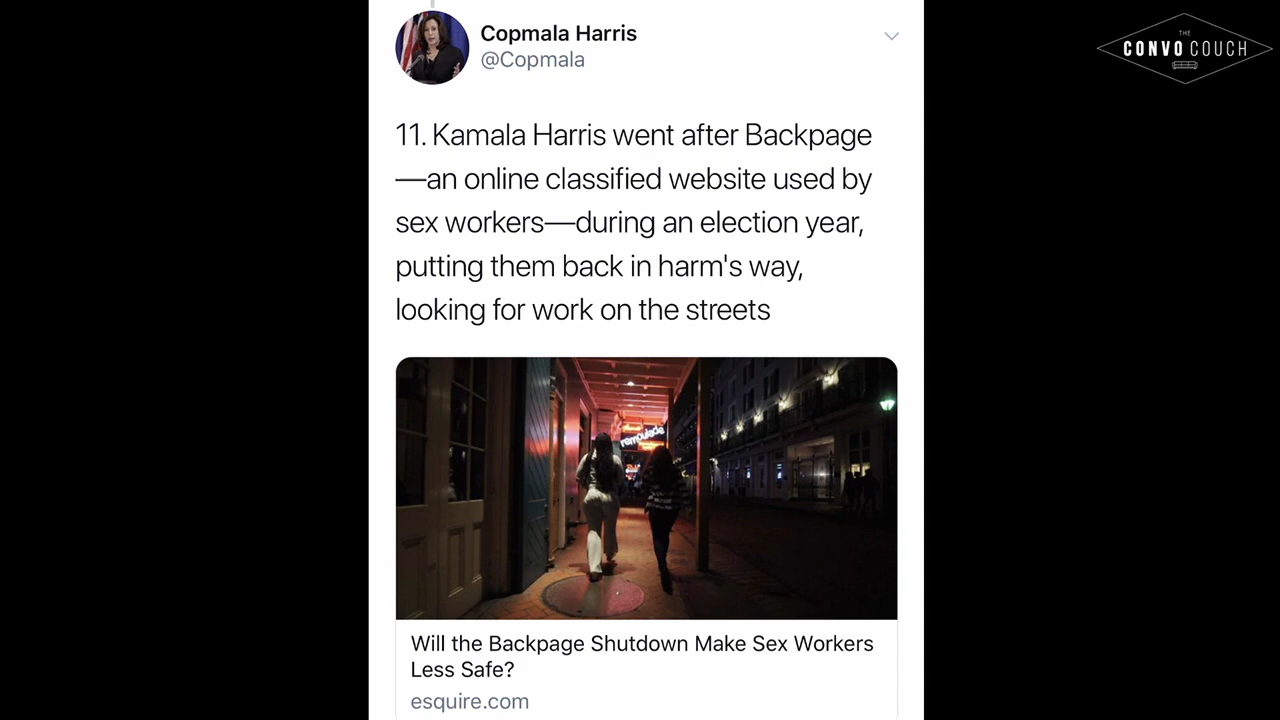 Copmala Harris
@Copmala
THE
CONVO COUCH
11. Kamala Harris went after Backpage
—an online classified website used by
sex workers—during an election year,
putting them back in harm's way,
looking for work on the streets
remoulade
Will the Backpage Shutdown Make Sex Workers
Less Safe?
esquire.com